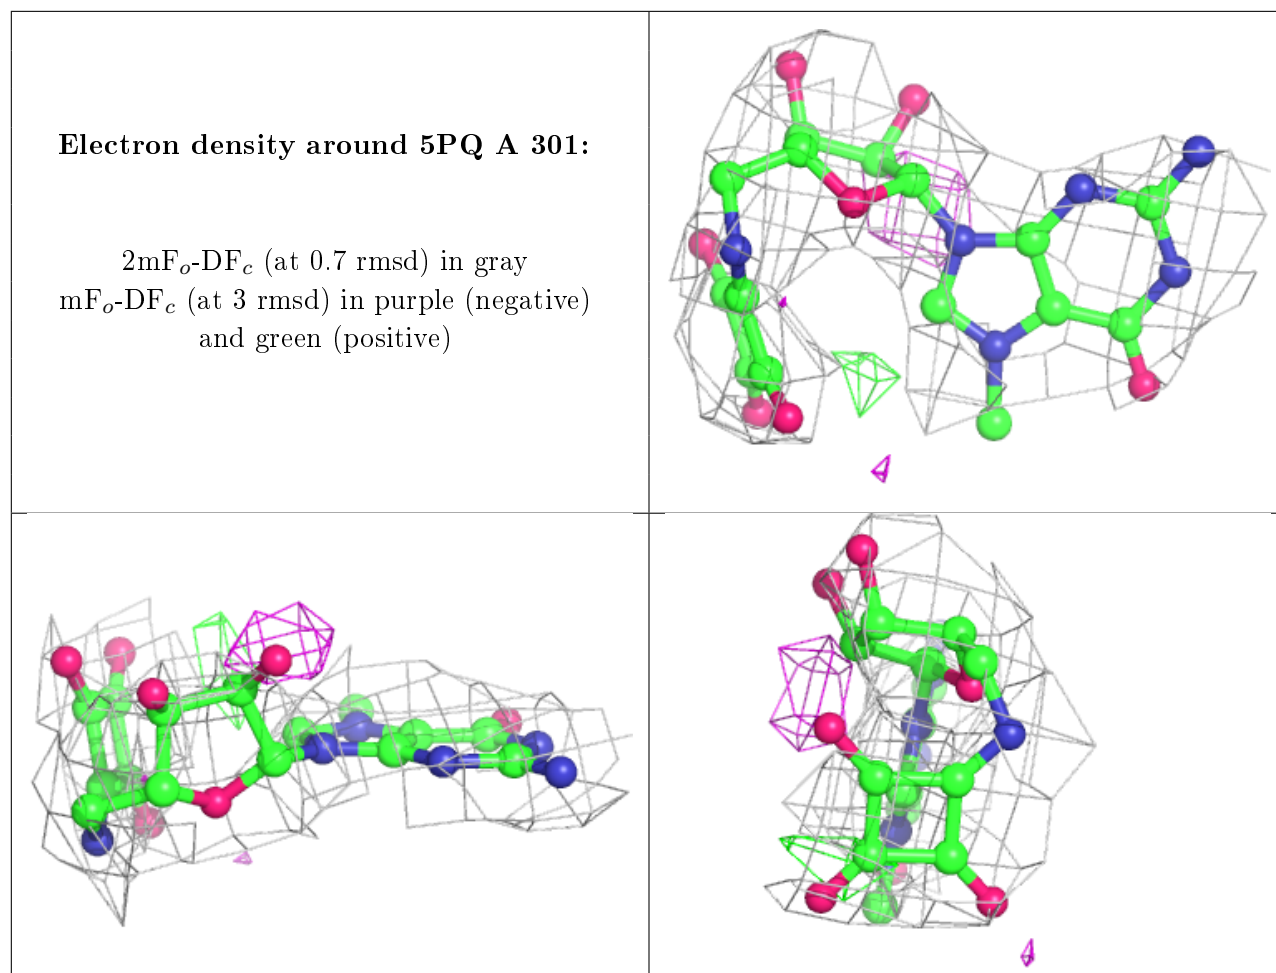 Electron density around 5PQ A 301:
2mFo-DFc (at 0.7 rmsd) in gray
mFo-DFc (at 3 rmsd) in purple (negative)
and green (positive)